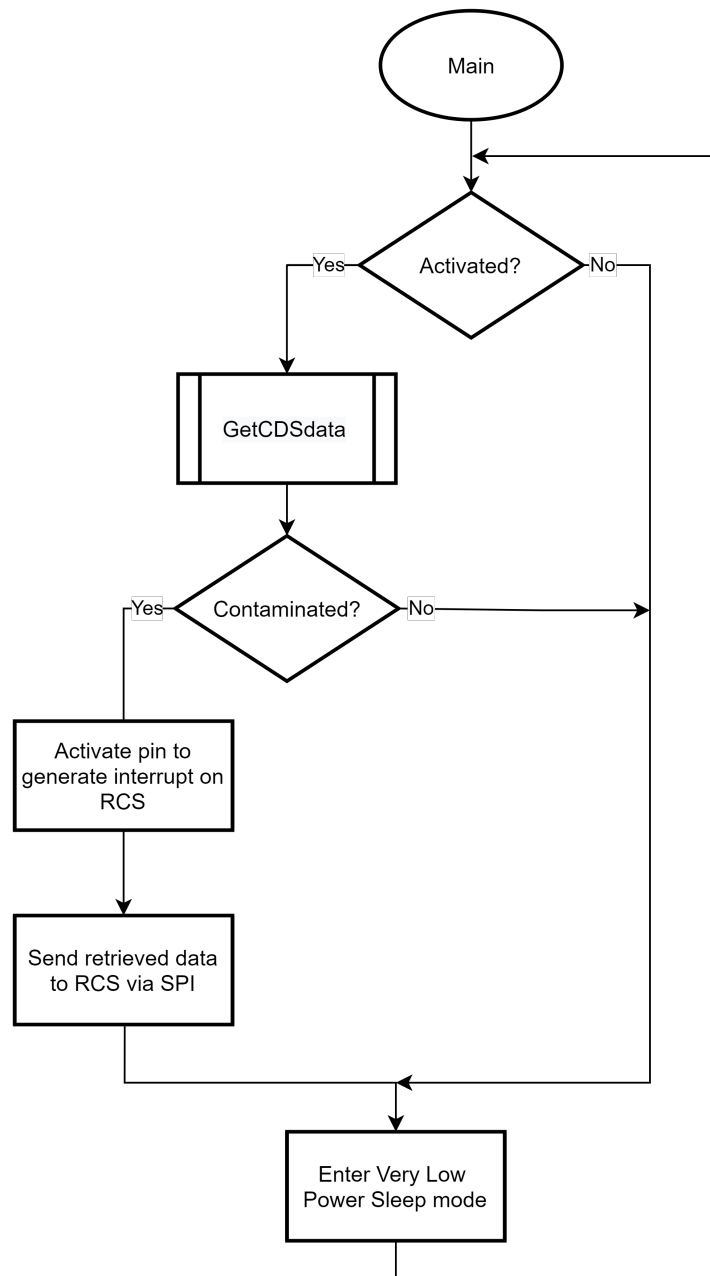 Main
Activated?
Yes
No
GetCDSdata
Contaminated?
Yes
No
Activate pin to
generate interrupt on
RCS
Send retrieved data
to RCS via SPI
Enter Very Low
Power Sleep mode